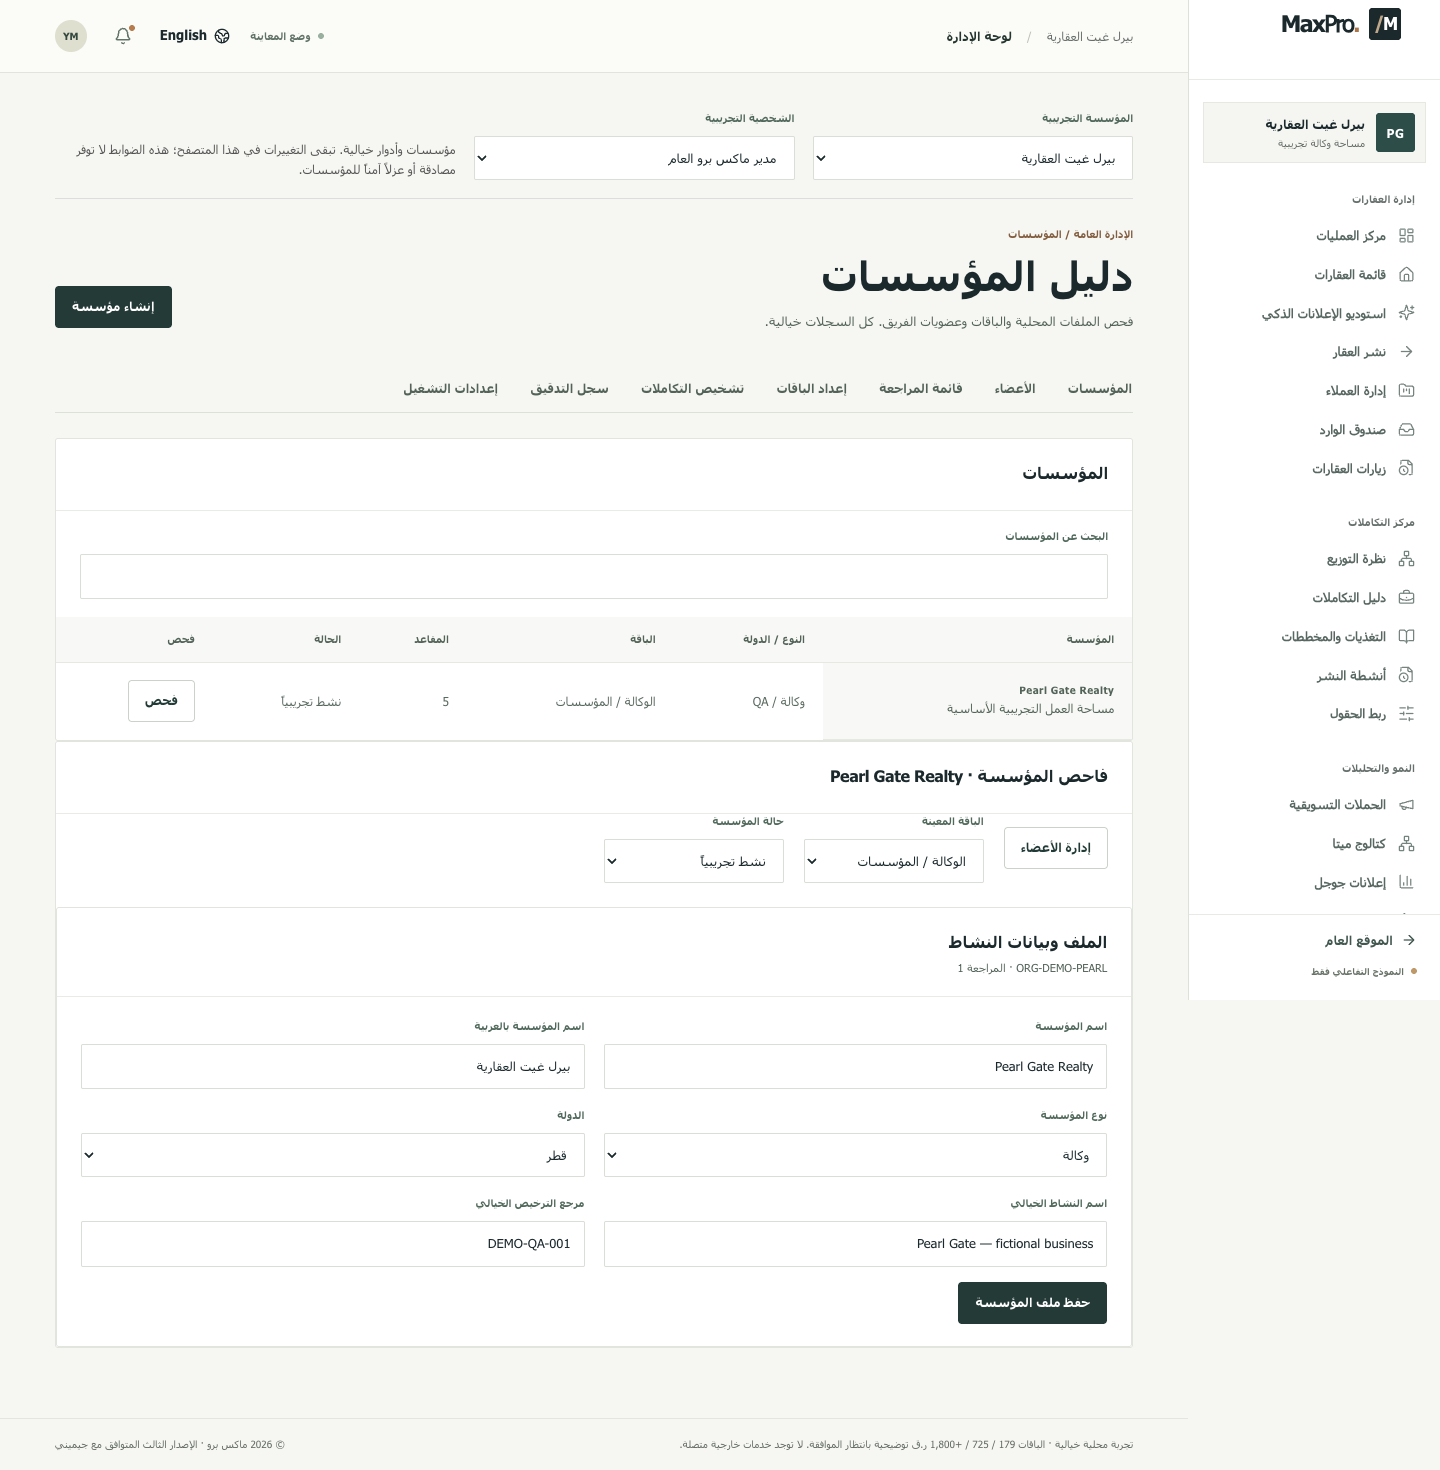 MaxPro.
/M
PG
بيرل غيت العقارية
مساحة وكالة تجريبية
إدارة العقارات
مركز العمليات
قائمة العقارات
استوديو الإعلانات الذكي
نشر العقار
إدارة العملاء
صندوق الوارد
زيارات العقارات
مركز التكاملات
نظرة التوزيع
دليل التكاملات
التغذيات والمخططات
أنشطة النشر
ربط الحقول
النمو والتحليلات
الحملات التسويقية
كتالوج ميتا
إعلانات جوجل
الموقع العام
النموذج التفاعلي فقط
بيرل غيت العقارية / لوحة الإدارة
وضع المعاينة
English
YM
المؤسسة التجريبية
بيرل غيت العقارية
الشخصية التجريبية
مدير ماكس برو العام
مؤسسات وأدوار خيالية. تبقى التغييرات في هذا المتصفح؛ هذه الضوابط لا توفر
مصادقة أو عزلاً آمناً للمؤسسات.
الإدارة العامة / المؤسسات
دليل المؤسسات
فحص الملفات المحلية والباقات وعضويات الفريق. كل السجلات خيالية.
إنشاء مؤسسة
المؤسسات الأعضاء قائمة المراجعة إعداد الباقات تشخيص التكاملات سجل التدقيق إعدادات التشغيل
المؤسسات
البحث عن المؤسسات
المؤسسة النوع / الدولة الباقة المقاعد الحالة فحص
Pearl Gate Realty
مساحة العمل التجريبية الأساسية
وكالة / QA الوكالة / المؤسسات 5 نشط تجريبياً فحص
فاحص المؤسسة · Pearl Gate Realty
إدارة الأعضاء
الباقة المعينة
الوكالة / المؤسسات
حالة المؤسسة
نشط تجريبياً
الملف وبيانات النشاط
ORG-DEMO-PEARL · المراجعة 1
اسم المؤسسة
Pearl Gate Realty
اسم المؤسسة بالعربية
بيرل غيت العقارية
نوع المؤسسة
وكالة
الدولة
قطر
اسم النشاط الخيالي
Pearl Gate — fictional business
مرجع الترخيص الخيالي
DEMO-QA-001
حفظ ملف المؤسسة
تجربة محلية خيالية · الباقات 179 / 725 / 1,800+ ر.ق توضيحية بانتظار الموافقة. لا توجد خدمات خارجية متصلة.
© 2026 ماكس برو · الإصدار الثالث المتوافق مع جيميني